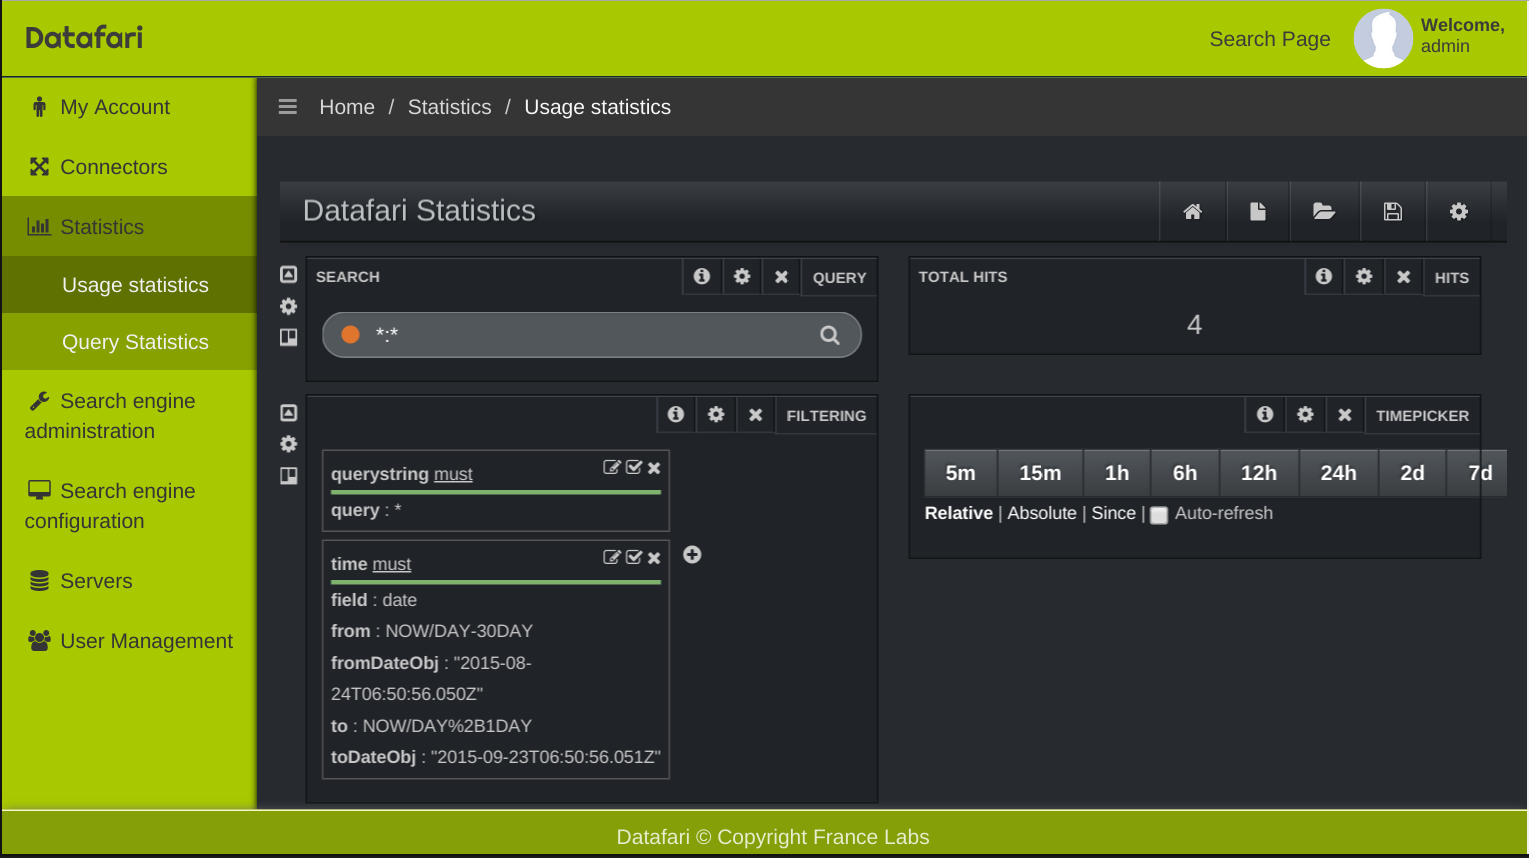 Datafari
Search Page
Welcome,
admin
My Account
Connectors
Statistics
Usage statistics
Query Statistics
Search engine
administration
Search engine
configuration
Servers
User Management
Home / Statistics / Usage statistics
Datafari Statistics
SEARCH
QUERY
*:*
TOTAL HITS
HITS
4
FILTERING
querystring must
query : *
time must
field : date
from : NOW/DAY-30DAY
fromDateObj : "2015-08-
24T06:50:56.050Z"
to : NOW/DAY%2B1DAY
toDateObj : "2015-09-23T06:50:56.051Z"
TIMEPICKER
5m 15m 1h 6h 12h 24h 2d 7d
Relative | Absolute | Since | Auto-refresh
Datafari © Copyright France Labs